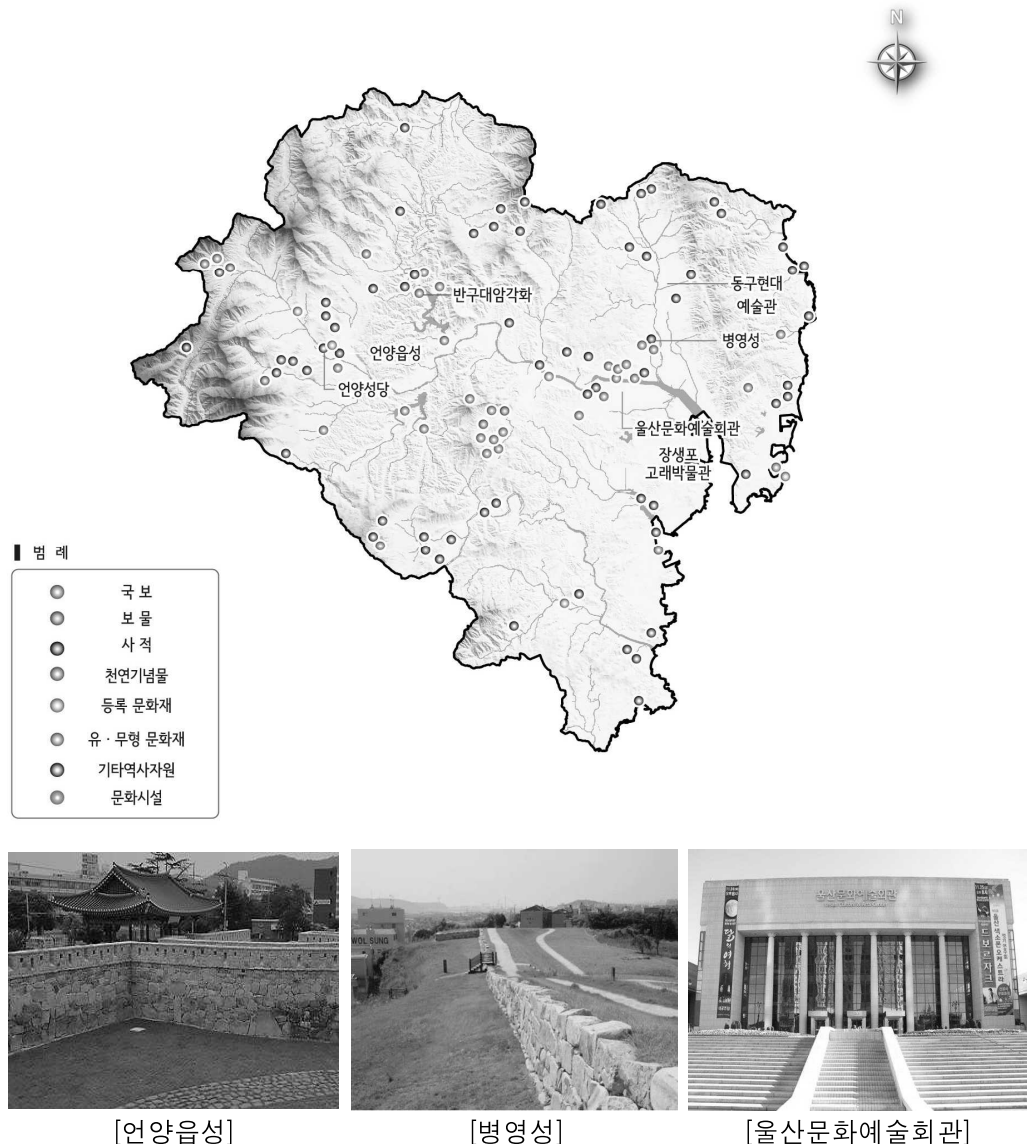 N
반구대암각화
동구현대
예술관
병영성
언양읍성
언양성당
울산문화예술회관
장생포
고래박물관
범 례
국 보
보 물
사 적
천연기념물
등록 문화재
유 · 무형 문화재
기타역사자원
문화시설
WOL SUNG
울산문화예술회관
[언양읍성]
[병영성]
[울산문화예술회관]